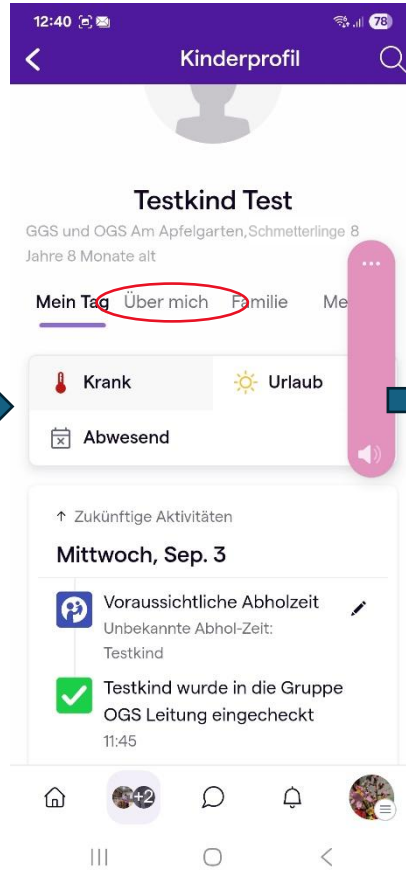 12:40
78
Kinderprofil
Testkind Test
GGS und OGS Am Apfelgarten, Schmetterlinge 8
Jahre 8 Monate alt
Mein Tag Über mich Familie Me
Krank Urlaub
Abwesend
↑ Zukünftige Aktivitäten
Mittwoch, Sep. 3
Voraussichtliche Abholzeit
Unbekannte Abhol-Zeit:
Testkind
Testkind wurde in die Gruppe
OGS Leitung eingecheckt
11:45
+2